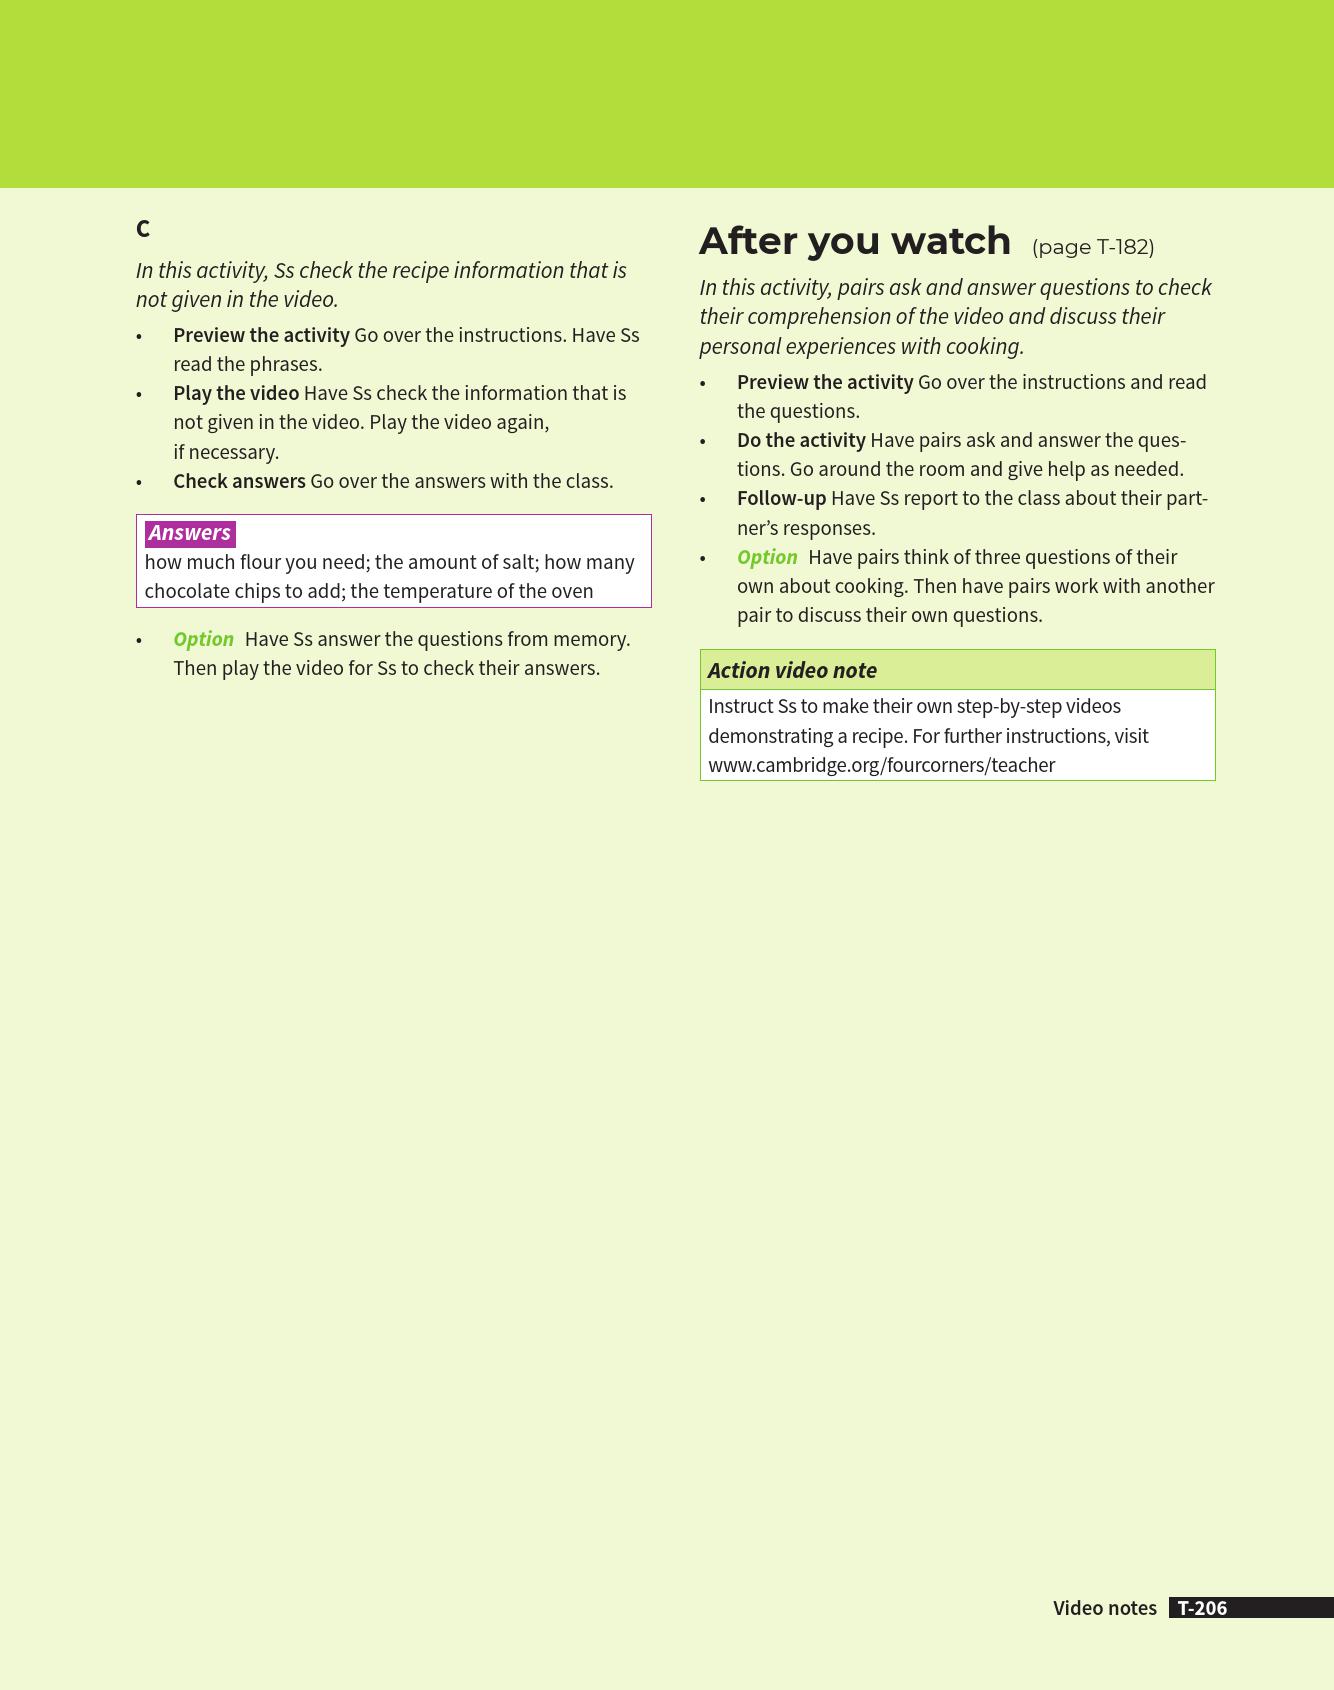 C
In this activity, Ss check the recipe information that is
not given in the video.
• Preview the activity Go over the instructions. Have Ss
read the phrases.
• Play the video Have Ss check the information that is
not given in the video. Play the video again,
if necessary.
• Check answers Go over the answers with the class.
Answers
how much flour you need; the amount of salt; how many
chocolate chips to add; the temperature of the oven
• Option Have Ss answer the questions from memory.
Then play the video for Ss to check their answers.
After you watch (page T-182)
In this activity, pairs ask and answer questions to check
their comprehension of the video and discuss their
personal experiences with cooking.
• Preview the activity Go over the instructions and read
the questions.
• Do the activity Have pairs ask and answer the ques-
tions. Go around the room and give help as needed.
• Follow-up Have Ss report to the class about their part-
ner’s responses.
• Option Have pairs think of three questions of their
own about cooking. Then have pairs work with another
pair to discuss their own questions.
Action video note
Instruct Ss to make their own step-by-step videos
demonstrating a recipe. For further instructions, visit
www.cambridge.org/fourcorners/teacher
Video notes T-206